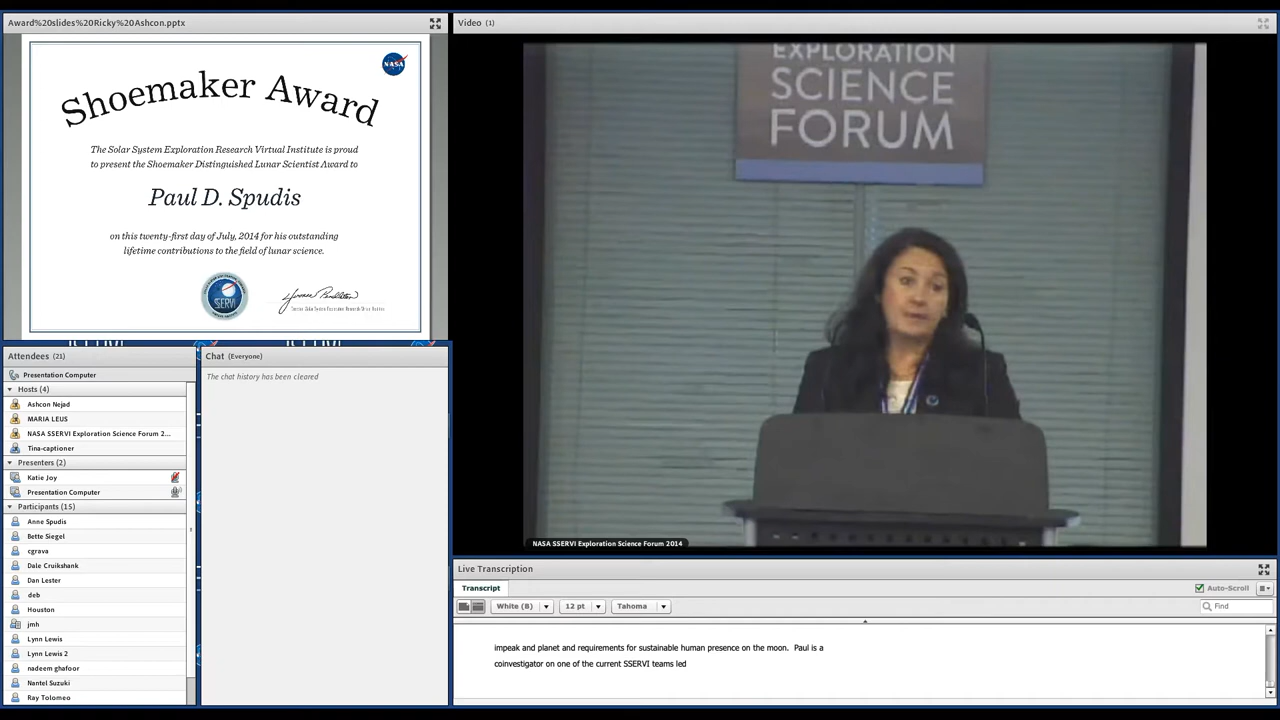 Award%20slides%20Ricky%20Ashcon.pptx
NASA
Shoemaker Award
The Solar System Exploration Research Virtual Institute is proud
to present the Shoemaker Distinguished Lunar Scientist Award to
Paul D. Spudis
on this twenty-first day of July, 2014 for his outstanding
lifetime contributions to the field of lunar science.
SSERVI
Attendees (21)
Presentation Computer
Hosts (4)
Ashcon Nejad
MARIA LEUS
NASA SSERVI Exploration Science Forum 2...
Tina-captioner
Presenters (2)
Katie Joy
Presentation Computer
Participants (15)
Anne Spudis
Bette Siegel
cgrava
Dale Cruikshank
Dan Lester
deb
Houston
jmh
Lynn Lewis
Lynn Lewis 2
nadeem ghafoor
Nantel Suzuki
Ray Tolomeo
Chat (Everyone)
The chat history has been cleared
Video (1)
EXPLORATION
SCIENCE
FORUM
NASA SSERVI Exploration Science Forum 2014
Live Transcription
Transcript
Auto-Scroll
White (B)
12 pt
Tahoma
Find
impeak and planet and requirements for sustainable human presence on the moon. Paul is a
coinvestigator on one of the current SSERVI teams led